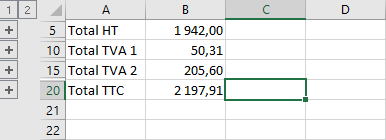 1 2
A B C D
5 Total HT 1 942,00
10 Total TVA 1 50,31
15 Total TVA 2 205,60
20 Total TTC 2 197,91
21
22